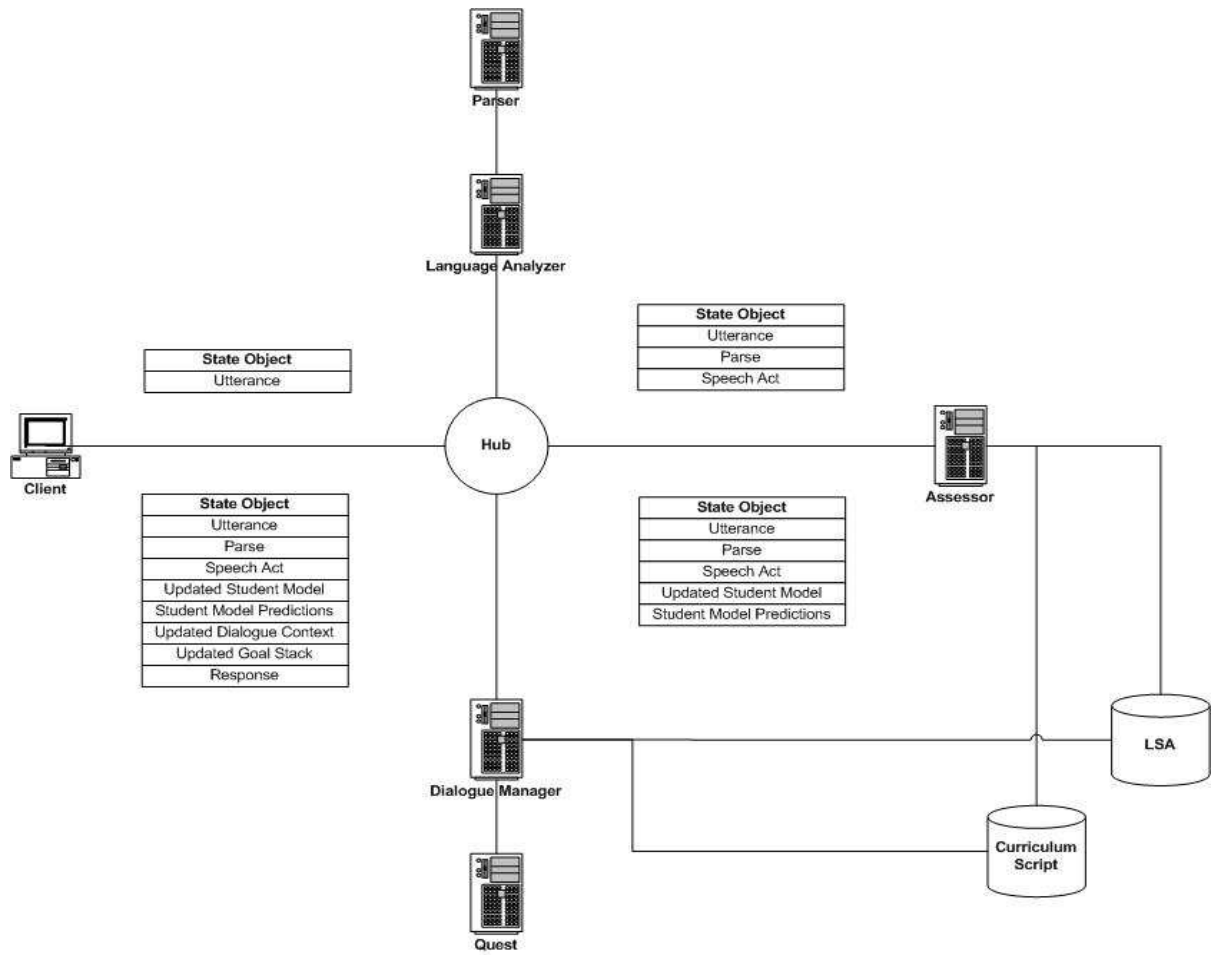 Parser
Language Analyzer
State Object
Utterance
Parse
Speech Act
State Object
Utterance
Hub
Client
Assessor
State Object
Utterance
Parse
Speech Act
Updated Student Model
Student Model Predictions
Updated Dialogue Context
Updated Goal Stack
Response
State Object
Utterance
Parse
Speech Act
Updated Student Model
Student Model Predictions
LSA
Dialogue Manager
Curriculum
Script
Quest